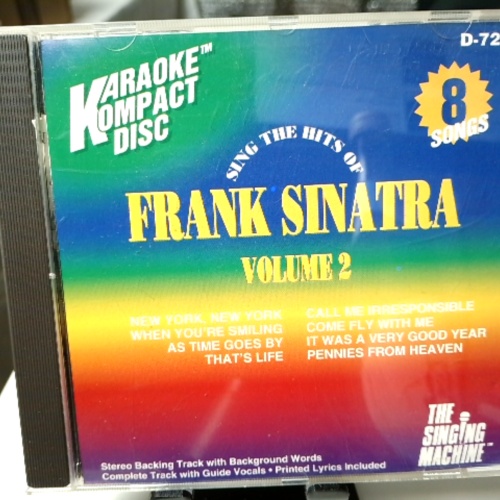 KARAOKE™
KOMPACT
DISC
D-72
8
SONGS
SING THE HITS OF
FRANK SINATRA
VOLUME 2
NEW YORK, NEW YORK
WHEN YOU'RE SMILING
AS TIME GOES BY
THAT'S LIFE
CALL ME IRRESPONSIBLE
COME FLY WITH ME
IT WAS A VERY GOOD YEAR
PENNIES FROM HEAVEN
Stereo Backing Track with Background Words
Complete Track with Guide Vocals • Printed Lyrics Included
THE
SINGING
MACHINE™